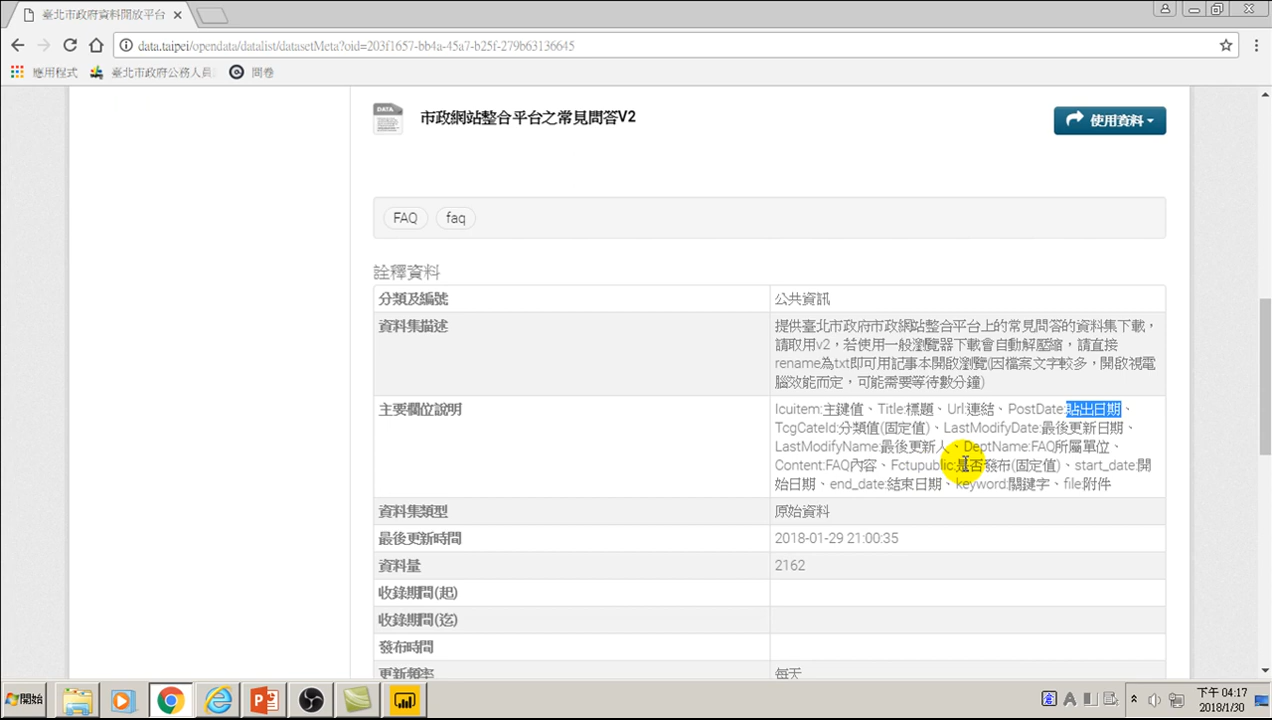 臺北市政府資料開放平台
data.taipei/opendata/datalist/datasetMeta?oid=203f1657-bb4a-45a7-b25f-279b63136645
應用程式
臺北市政府公務人員
問卷
DATA
市政網站整合平台之常見問答V2
使用資料
FAQ
faq
詮釋資料
分類及編號
公共資訊
資料集描述
提供臺北市政府市政網站整合平台上的常見問答的資料集下載，
請取用v2，若使用一般瀏覽器下載會自動解壓縮，請直接
rename為txt即可用記事本開啟瀏覽(因檔案文字較多，開啟視電
腦效能而定，可能需要等待數分鐘)
主要欄位說明
Icuitem:主鍵值、Title:標題、Url:連結、PostDate:貼出日期、
TcgCateId:分類值(固定值)、LastModifyDate:最後更新日期、
LastModifyName:最後更新人、DeptName:FAQ所屬單位、
Content:FAQ內容、Fctupublic:是否發布(固定值)、start_date:開
始日期、end_date:結束日期、keyword:關鍵字、file:附件
資料集類型
原始資料
最後更新時間
2018-01-29 21:00:35
資料量
2162
收錄期間(起)
收錄期間(迄)
發布時間
更新頻率
每天
開始
下午 04:17
2018/1/30